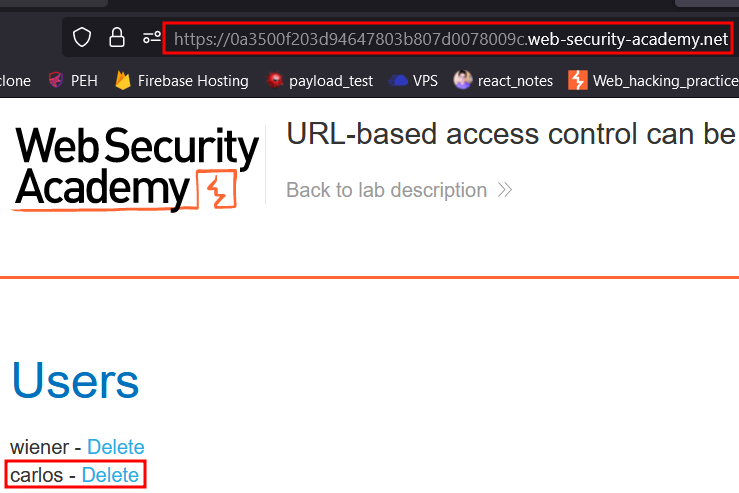 https://0a3500f203d94647803b807d0078009c.web-security-academy.net
clone PEH Firebase Hosting payload_test VPS react_notes Web_hacking_practice
Web Security
Academy
URL-based access control can be
Back to lab description
Users
wiener - Delete
carlos - Delete